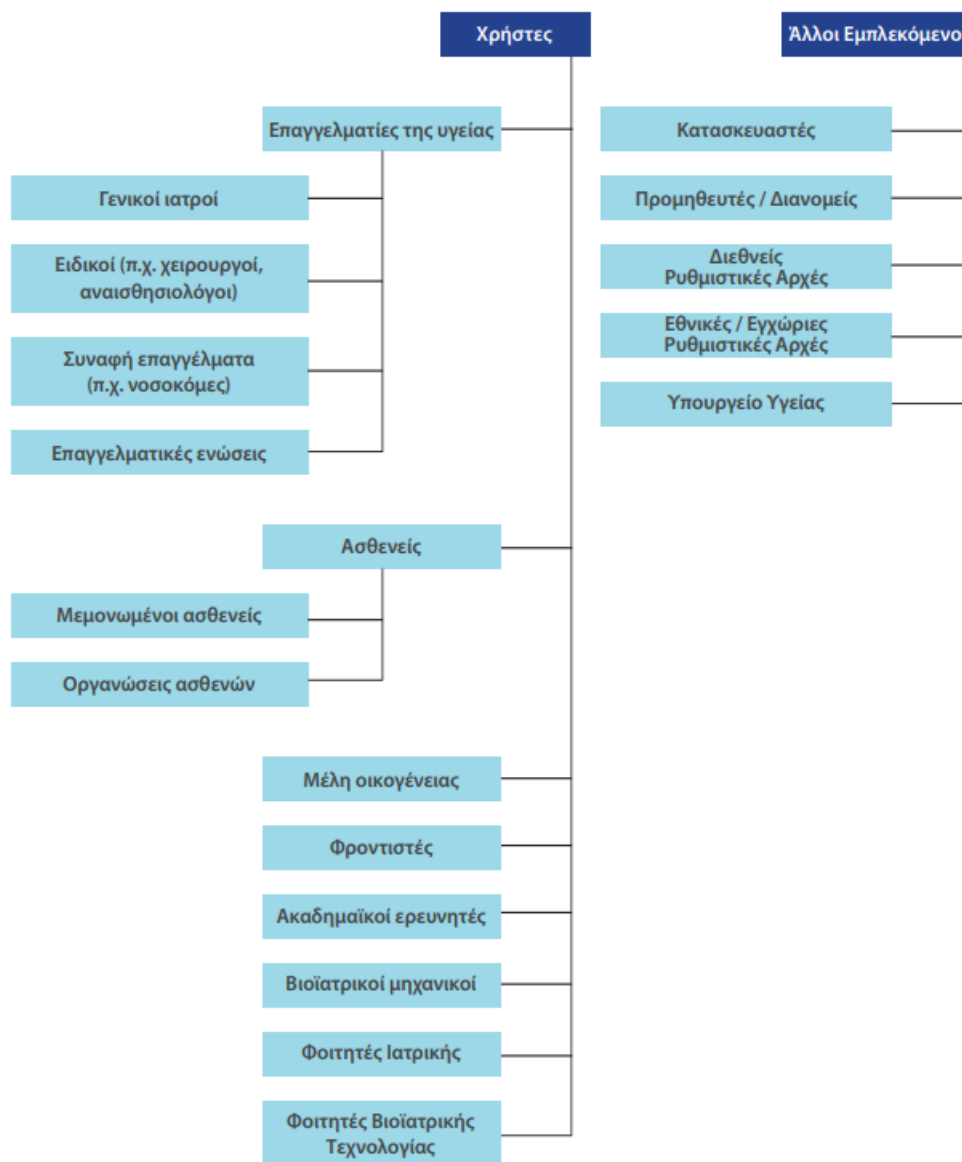 Χρήστες
Επαγγελματίες της υγείας
Γενικοί ιατροί
Ειδικοί (π.χ. χειρουργοί,
αναισθησιολόγοι)
Συναφή επαγγέλματα
(π.χ. νοσοκόμες)
Επαγγελματικές ενώσεις
Ασθενείς
Μεμονωμένοι ασθενείς
Οργανώσεις ασθενών
Μέλη οικογένειας
Φροντιστές
Ακαδημαϊκοί ερευνητές
Βιοϊατρικοί μηχανικοί
Φοιτητές Ιατρικής
Φοιτητές Βιοϊατρικής
Τεχνολογίας
Άλλοι Εμπλεκόμενο
Κατασκευαστές
Προμηθευτές / Διανομείς
Διεθνείς
Ρυθμιστικές Αρχές
Εθνικές / Εγχώριες
Ρυθμιστικές Αρχές
Υπουργείο Υγείας